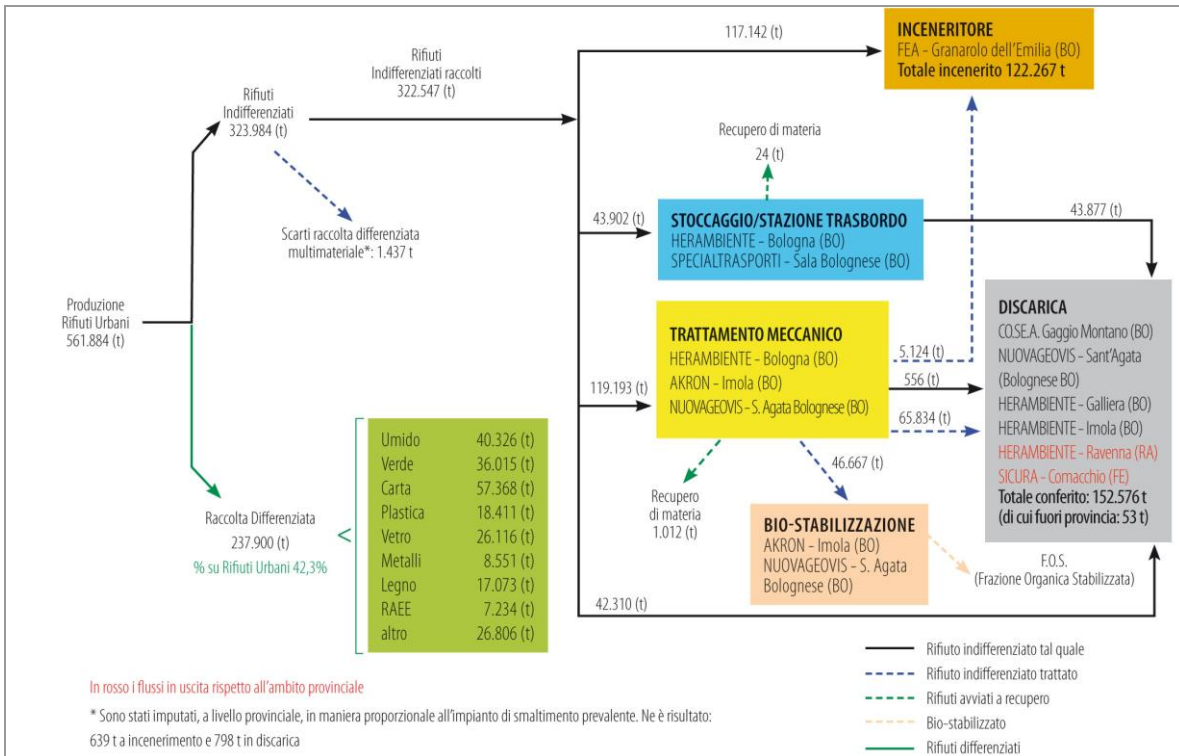 117.142 (t)
INCENERITORE
FEA - Granarolo dell'Emilia (BO)
Totale incenerito 122.267 t
Rifiuti
Indifferenziati raccolti
322.547 (t)
Rifiuti
Indifferenziati
323.984 (t)
Recupero di materia
24 (t)
Scarti raccolta differenziata
multimateriale*: 1.437 t
43.902 (t)
STOCCAGGIO/STAZIONE TRASBORDO
HERAMBIENTE - Bologna (BO)
SPECIALTRASPORTI - Sala Bolognese (BO)
43.877 (t)
Produzione
Rifiuti Urbani
561.884 (t)
119.193 (t)
TRATTAMENTO MECCANICO
HERAMBIENTE - Bologna (BO)
AKRON - Imola (BO)
NUOVAGEOVIS - S. Agata Bolognese (BO)
5.124 (t)
556 (t)
65.834 (t)
DISCARICA
CO.SE.A. Gaggio Montano (BO)
NUOVAGEOVIS - Sant'Agata
(Bolognese BO)
HERAMBIENTE - Galliera (BO)
HERAMBIENTE - Imola (BO)
HERAMBIENTE - Ravenna (RA)
SICURA - Comacchio (FE)
Totale conferito: 152.576 t
(di cui fuori provincia: 53 t)
Recupero
di materia
1.012 (t)
46.667 (t)
BIO-STABILIZZAZIONE
AKRON - Imola (BO)
NUOVAGEOVIS - S. Agata
Bolognese (BO)
F.O.S.
(Frazione Organica Stabilizzata)
42.310 (t)
Raccolta Differenziata
237.900 (t)
% su Rifiuti Urbani 42,3%
<
Umido 40.326 (t)
Verde 36.015 (t)
Carta 57.368 (t)
Plastica 18.411 (t)
Vetro 26.116 (t)
Metalli 8.551 (t)
Legno 17.073 (t)
RAEE 7.234 (t)
altro 26.806 (t)
Rifiuto indifferenziato tal quale
Rifiuto indifferenziato trattato
Rifiuti avviati a recupero
Bio-stabilizzato
Rifiuti differenziati
In rosso i flussi in uscita rispetto all'ambito provinciale
* Sono stati imputati, a livello provinciale, in maniera proporzionale all'impianto di smaltimento prevalente. Ne è risultato:
639 t a incenerimento e 798 t in discarica